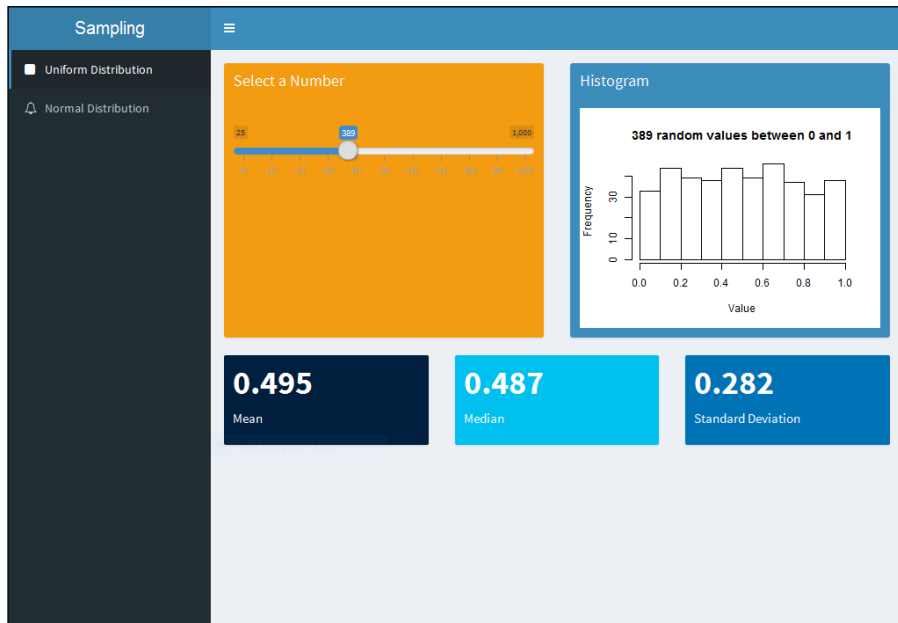 Sampling
Uniform Distribution
Normal Distribution
Select a Number
25
389
1,000
Histogram
389 random values between 0 and 1
Frequency
30
10
0
0.0 0.2 0.4 0.6 0.8 1.0
Value
0.495
Mean
0.487
Median
0.282
Standard Deviation